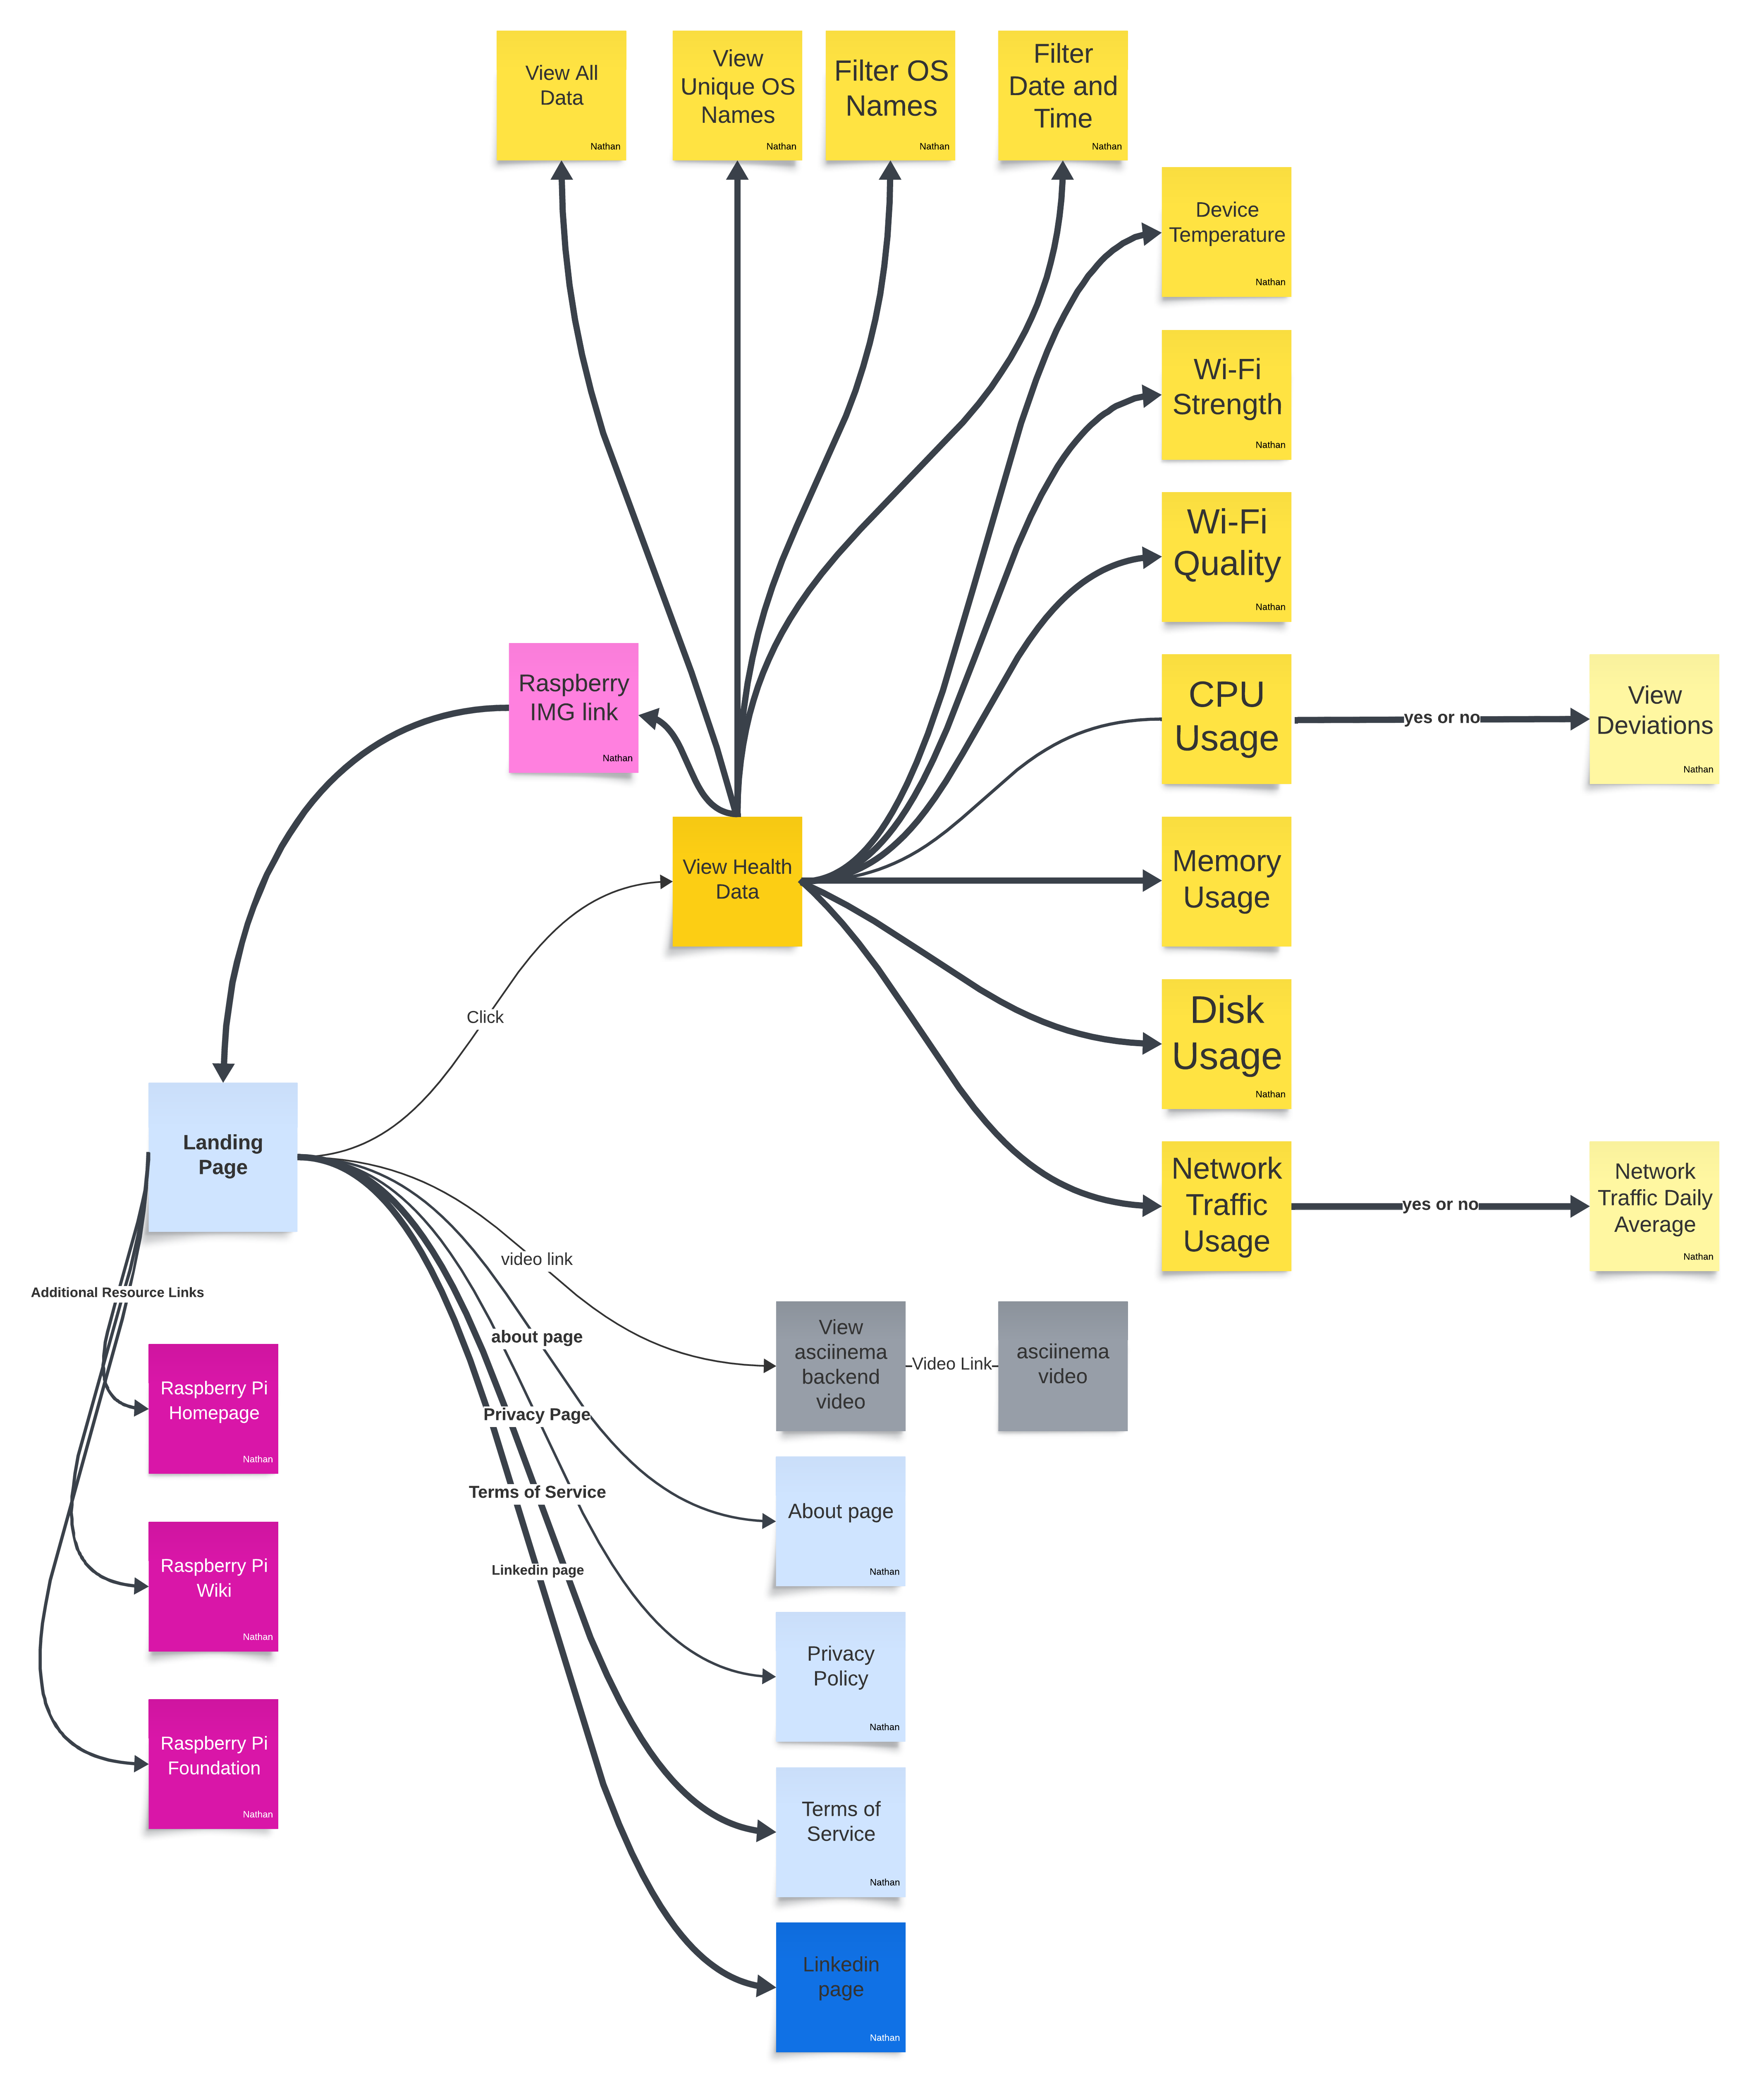 View All
Data
Nathan
View
Unique OS
Names
Nathan
Filter OS
Names
Nathan
Filter
Date and
Time
Nathan
Device
Temperature
Nathan
Wi-Fi
Strength
Nathan
Wi-Fi
Quality
Nathan
Raspberry
IMG link
Nathan
CPU
Usage
yes or no
View
Deviations
Nathan
View Health
Data
Memory
Usage
Click
Disk
Usage
Nathan
Landing
Page
Network
Traffic
Usage
yes or no
Network
Traffic Daily
Average
Nathan
video link
Additional Resource Links
about page
View
asciinema
backend
video
Video Link
asciinema
video
Raspberry Pi
Homepage
Nathan
Privacy Page
Terms of Service
About page
Nathan
Linkedin page
Raspberry Pi
Wiki
Nathan
Privacy
Policy
Nathan
Raspberry Pi
Foundation
Nathan
Terms of
Service
Nathan
Linkedin
page
Nathan